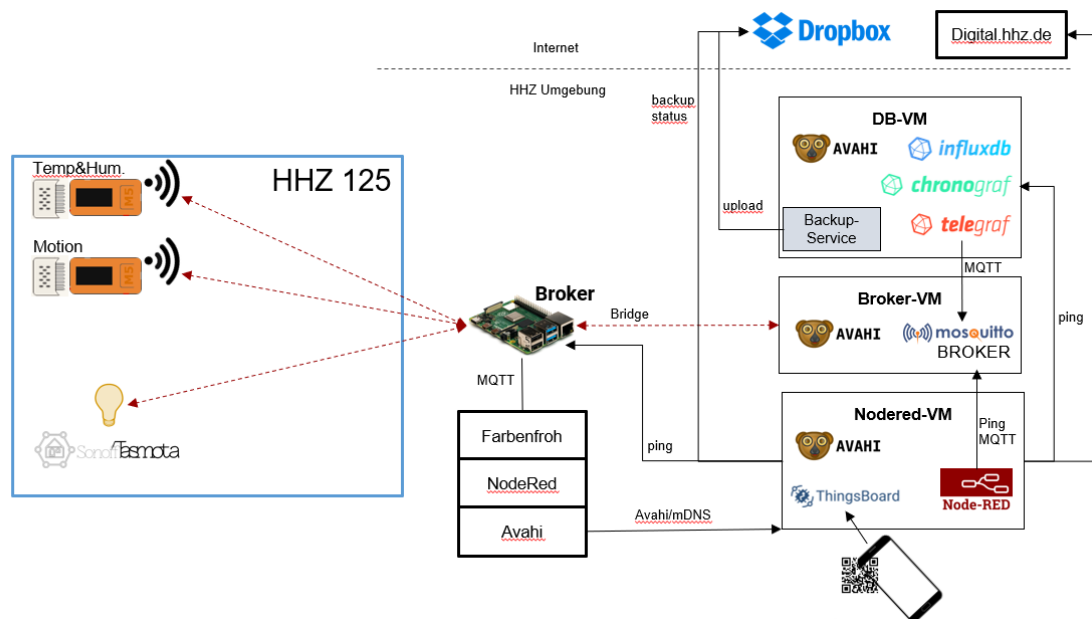 Dropbox
Digital.hhz.de
Internet
HHZ Umgebung
backup
status
DB-VM
AVAHI
influxdb
chronograf
telegraf
upload
Backup-
Service
MQTT
Temp&Hum.
HHZ 125
M5
Motion
M5
Broker
Bridge
Broker-VM
AVAHI
mosquitto
BROKER
ping
MQTT
Nodered-VM
Ping
MQTT
AVAHI
ping
Farbenfroh
NodeRed
ThingsBoard
Node-RED
Avahi/mDNS
Avahi
Tasmota